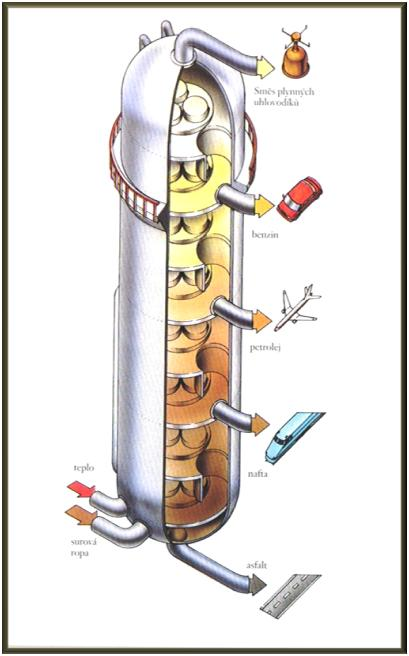 Směs plynných
uhlovodíků
benzin
petrolej
nafta
teplo
surová
ropa
asfalt